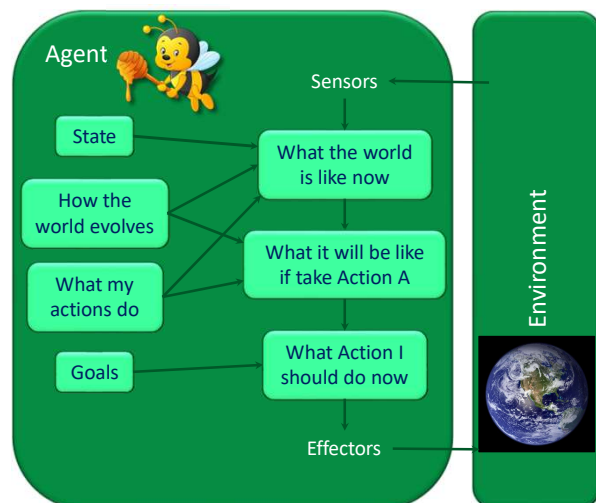 Agent
Sensors
State
What the world
is like now
How the
world evolves
What it will be like
if take Action A
What my
actions do
What Action I
should do now
Goals
Effectors
Environment